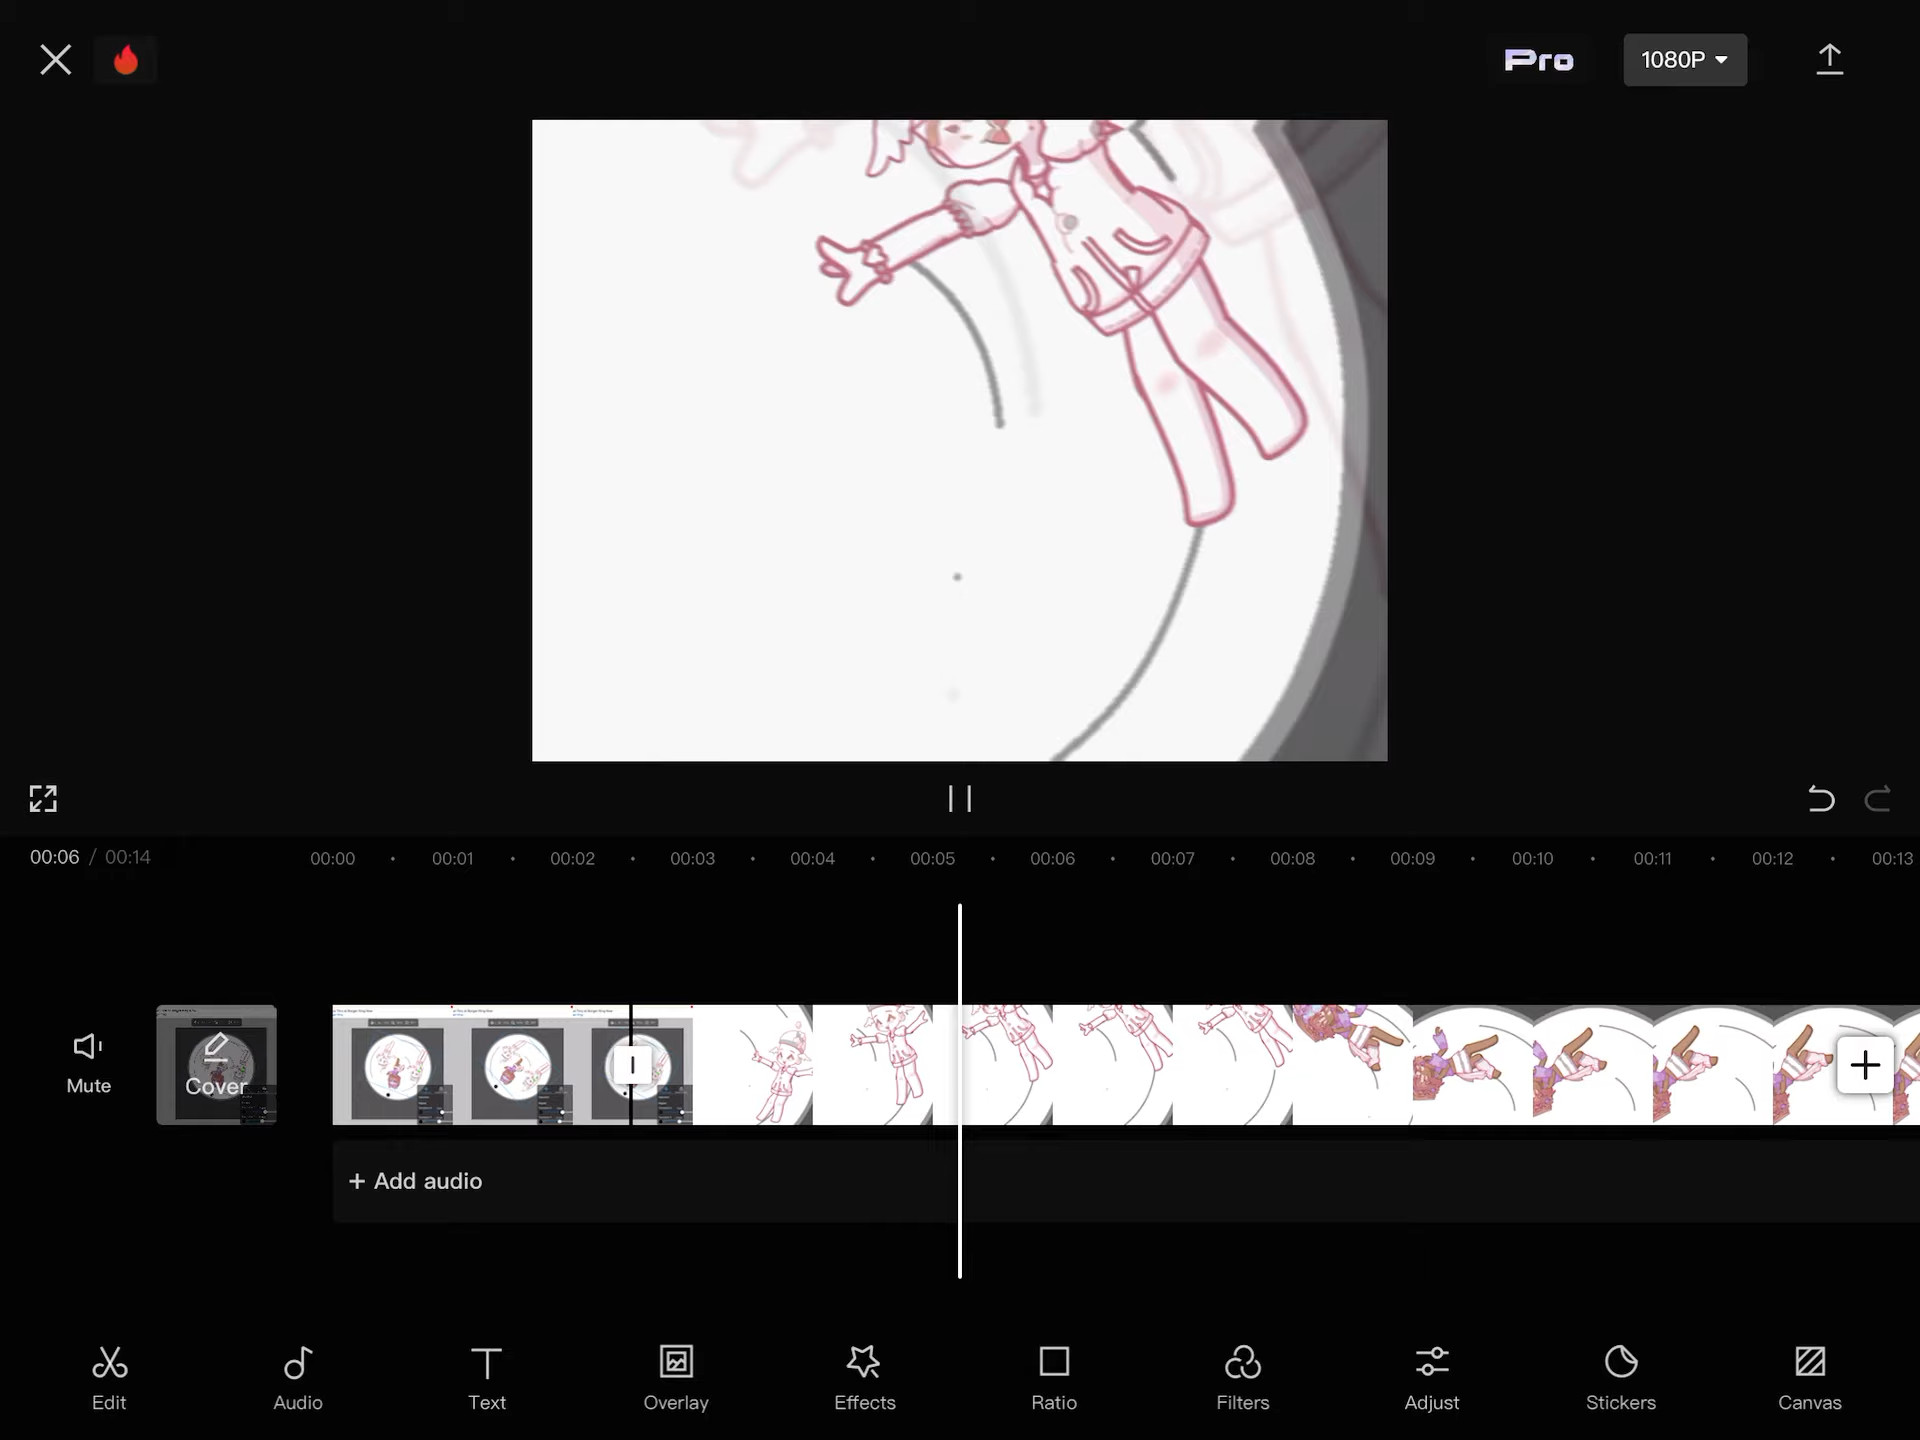 Pro
1080P
00:06 / 00:14
00:00 00:01 00:02 00:03 00:04 00:05 00:06 00:07 00:08 00:09 00:10 00:11 00:12 00:13
Mute
Cover
+ Add audio
Edit Audio Text Overlay Effects Ratio Filters Adjust Stickers Canvas